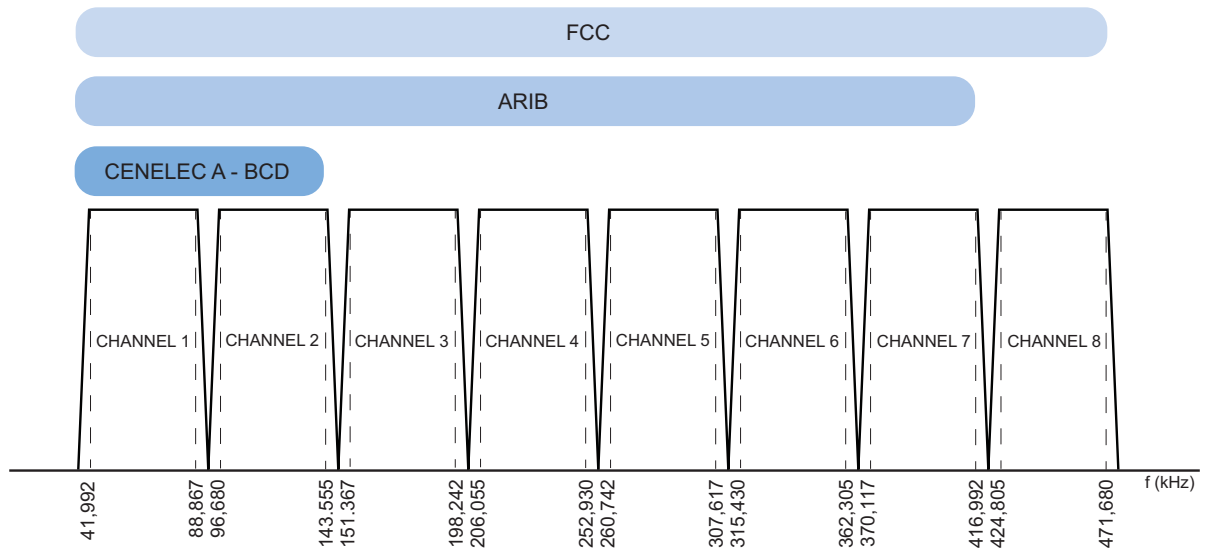 FCC
ARIB
CENELEC A - BCD
CHANNEL 1
CHANNEL 2
CHANNEL 3
CHANNEL 4
CHANNEL 5
CHANNEL 6
CHANNEL 7
CHANNEL 8
f (kHz)
41,992
88,867
96,680
143.555
151.367
198,242
206,055
252,930
260,742
307,617
315,430
362,305
370,117
416,992
424,805
471,680